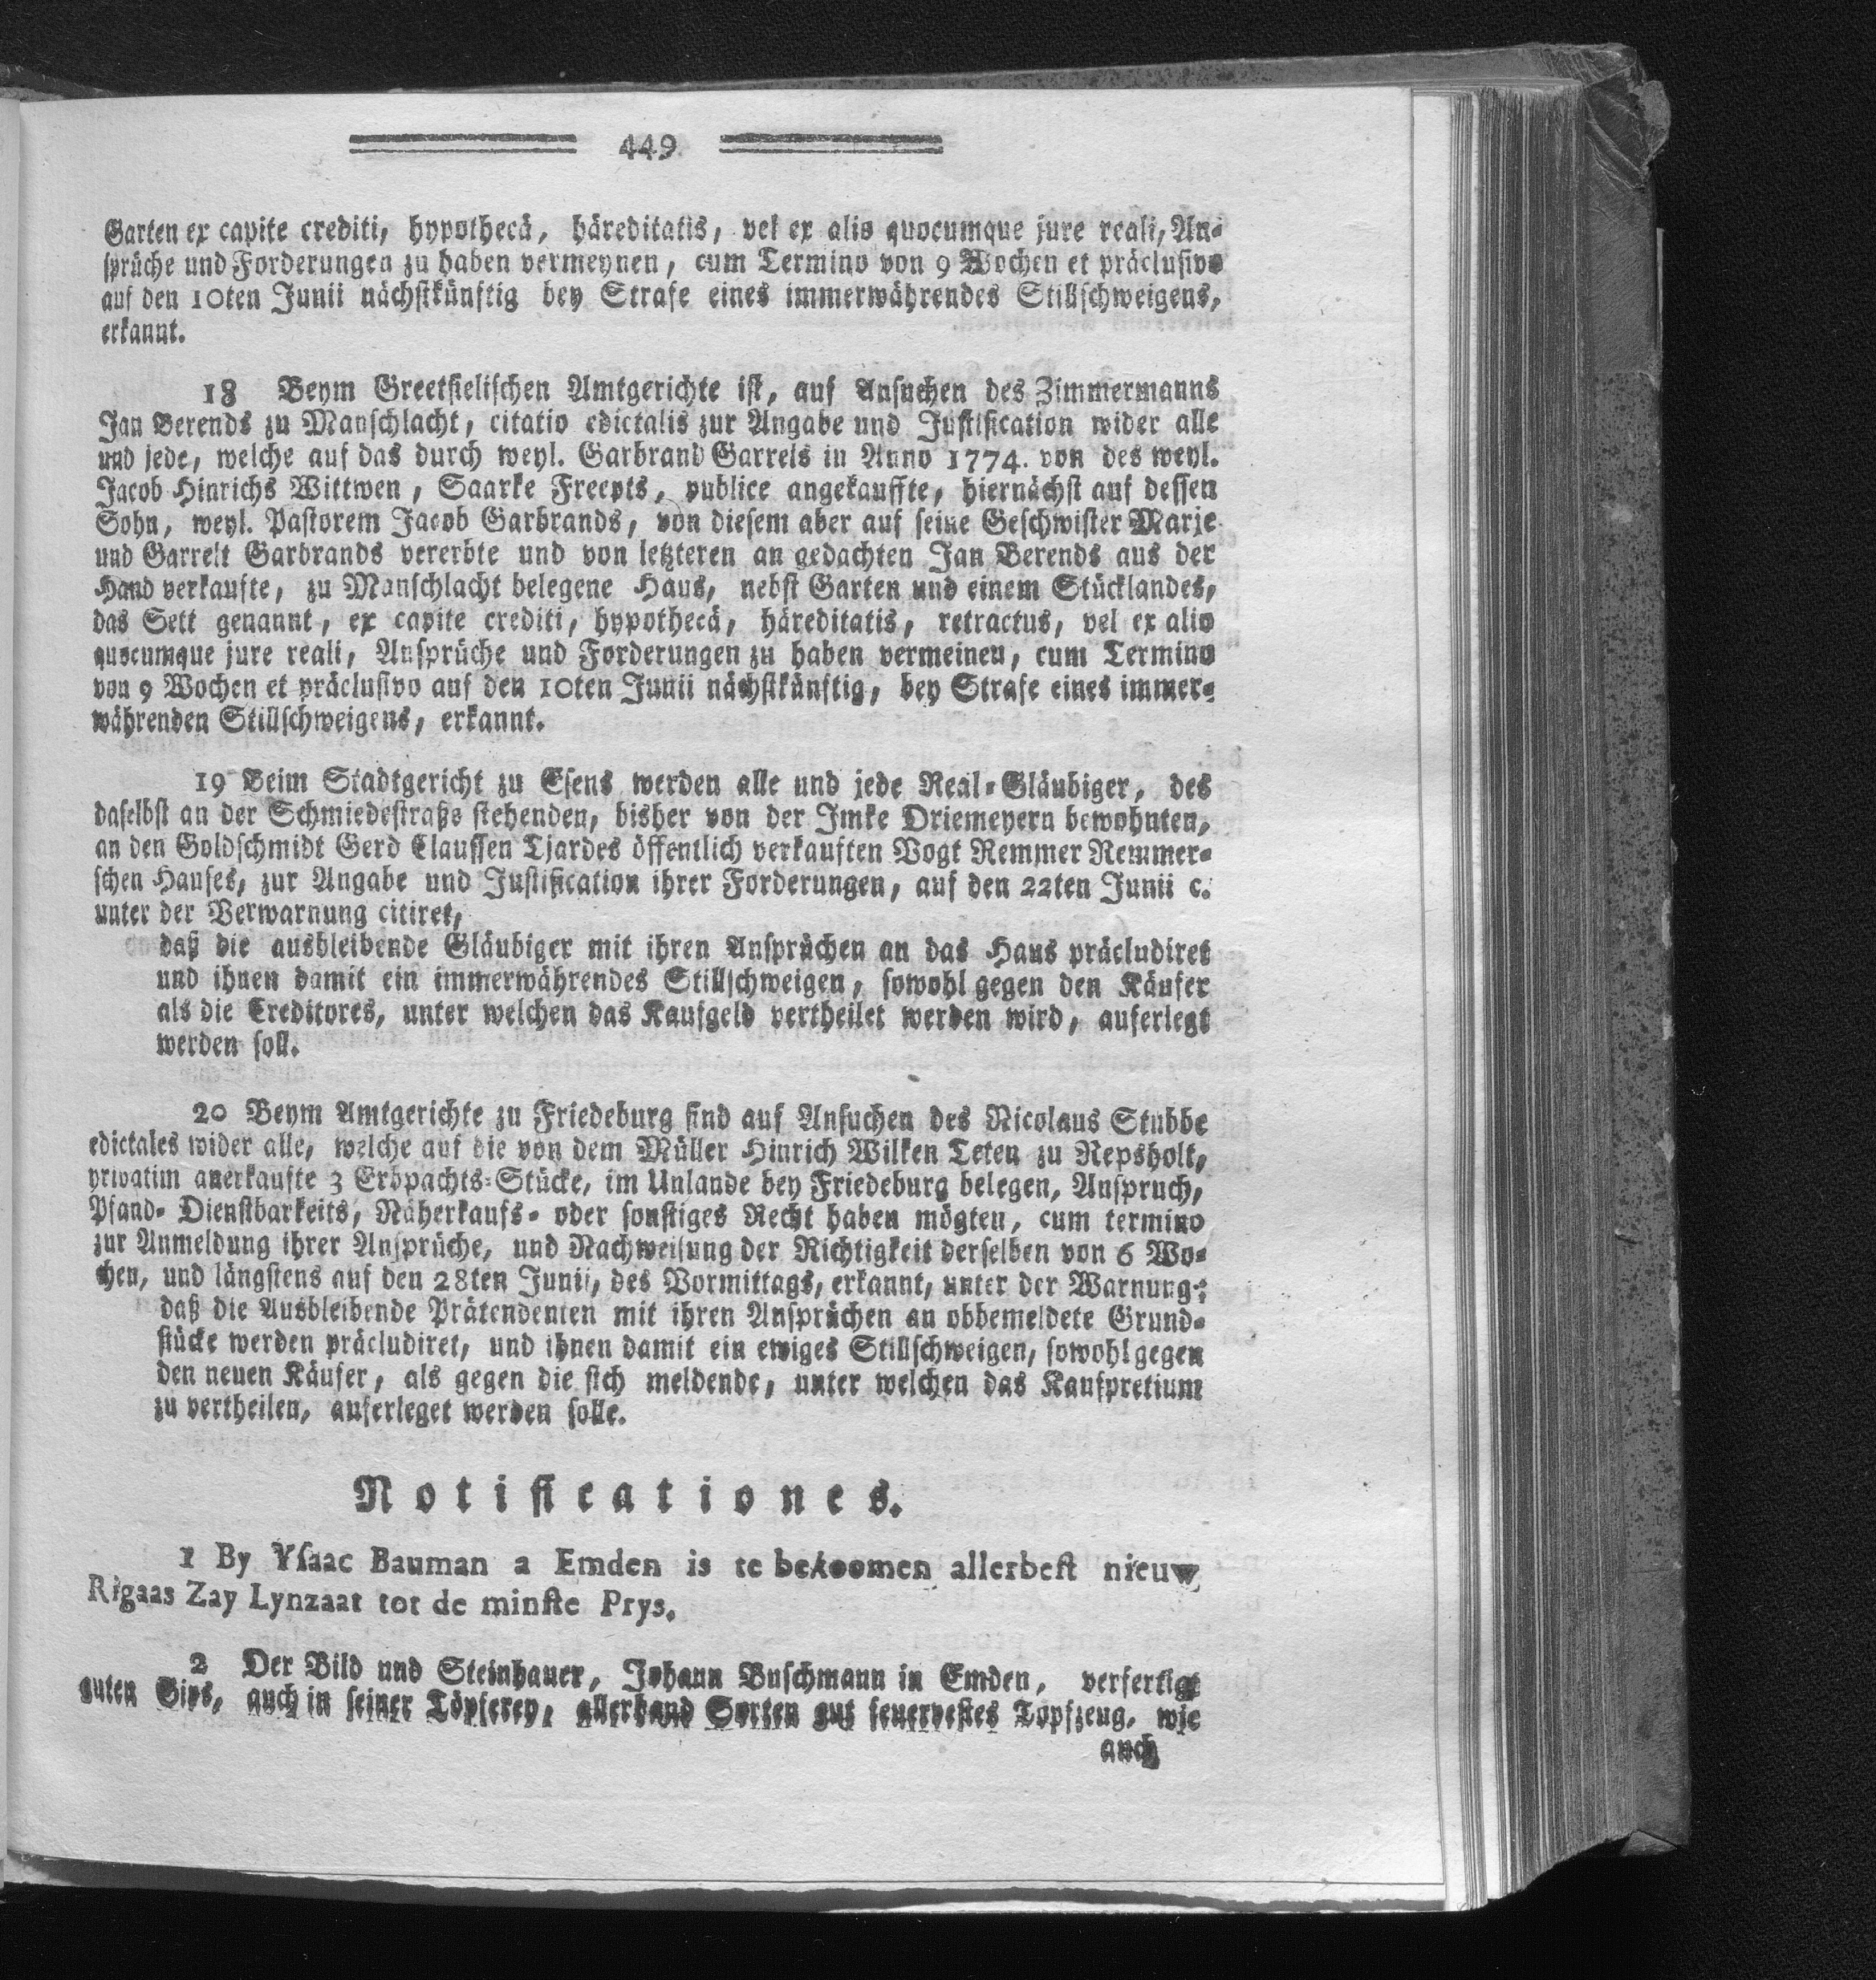 449
Garten ex capite crediti, hypothecä, häreditatis, vel ex alio quocumque jure reali, An-
sprüche und Forderungen zu haben vermeynen, cum Termino von 9 Wochen et präclusivo
auf den 10ten Junii nächstkünftig bey Strafe eines immerwährendes Stillschweigens,
erkannt.
18 Beym Greetsielischen Amtgerichte ist, auf Ansuchen des Zimmermanns
Jan Berends zu Manschlacht, citatio edictalis zur Angabe und Justification wider alle
und jede, welche auf das durch weyl. Garbrand Garrels in Anno 1774. von des weyl.
Jacob Hinrichs Wittwen, Saarke Freepts, publice angekauffte, hiernächst auf dessen
Sohn, weyl. Pastorem Jacob Garbrands, von diesem aber auf seine Geschwister Marje
und Garrelt Garbrands vererbte und von letzteren an gedachten Jan Berends aus der
Hand verkaufte, zu Manschlacht belegene Haus, nebst Garten und einem Stücklandes,
das Sett genannt, ex capite crediti, hypothecä, häreditatis, retractus, vel ex alio
quocumque jure reali, Ansprüche und Forderungen zu haben vermeinen, cum Termino
von 9 Wochen et präclusivo auf den 10ten Junii nächstkünftig, bey Strafe eines immer-
währenden Stillschweigens, erkannt.
19 Beim Stadtgericht zu Esens werden alle und jede Real-Gläubiger, des
daselbst an der Schmiedestraße stehenden, bisher von der Imke Driemeyern bewohnten,
an den Goldschmidt Gerd Claussen Tjardes öffentlich verkauften Vogt Remmer Remmer-
schen Hauses, zur Angabe und Justification ihrer Forderungen, auf den 22ten Junii c.
unter der Verwarnung citiret,
daß die ausbleibende Gläubiger mit ihren Ansprüchen an das Haus präcludiret
und ihnen damit ein immerwährendes Stillschweigen, sowohl gegen den Käufer
als die Creditores, unter welchen das Kaufgeld vertheilet werden wird, auferlegt
werden soll.
20 Beym Amtgerichte zu Friedeburg sind auf Ansuchen des Nicolaus Stubbe
edictales wider alle, welche auf die von dem Müller Hinrich Wilken Teten zu Repsholt,
privatim anerkaufte 3 Erbpachts-Stücke, im Unlande bey Friedeburg belegen, Anspruch,
Pfand- Dienstbarkeits, Näherkaufs- oder sonstiges Recht haben mögten, cum termino
zur Anmeldung ihrer Ansprüche, und Nachweisung der Richtigkeit derselben von 6 Wo-
chen, und längstens auf den 28ten Junii, des Vormittags, erkannt, unter der Warnung:
daß die Ausbleibende Prätendenten mit ihren Ansprüchen an obbemeldete Grund-
stücke werden präcludiret, und ihnen damit ein ewiges Stillschweigen, sowohl gegen
den neuen Käufer, als gegen die sich meldende, unter welchen das Kaufpretium
zu vertheilen, auferleget werden solle.
Notificationes.
1 By Ysaac Bauman a Emden is te bekoomen allerbest nieuw
Rigaas Zay Lynzaat tot de minste Prys.
2 Der Bild und Steinhauer, Johann Buschmann in Emden, verfertigt
guten Gips, auch in seiner Töpferey, allerhand Sorten gut feuervestes Topfzeug, wie
auch